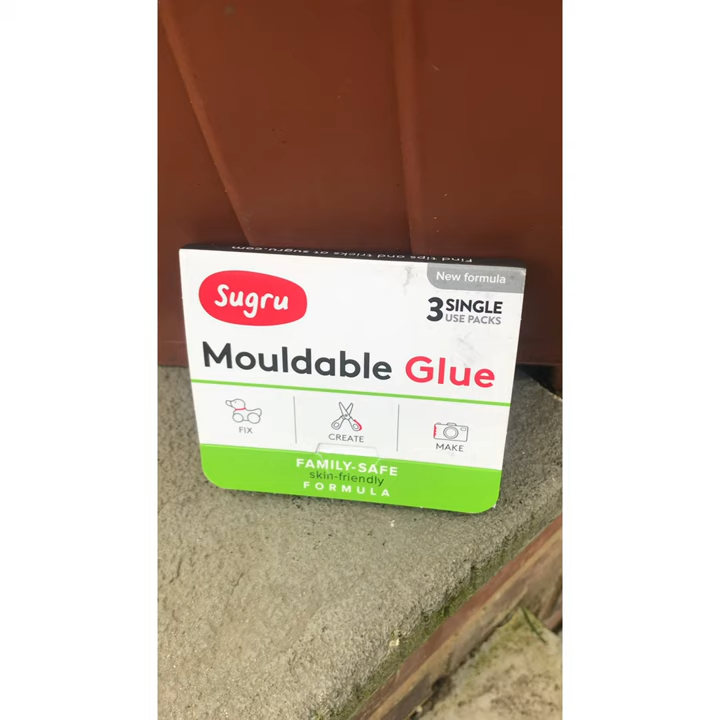 Find tips and tricks at sugru.com
New formula
Sugru
3 SINGLE
USE PACKS
Mouldable Glue
FIX
CREATE
MAKE
FAMILY-SAFE
skin-friendly
FORMULA